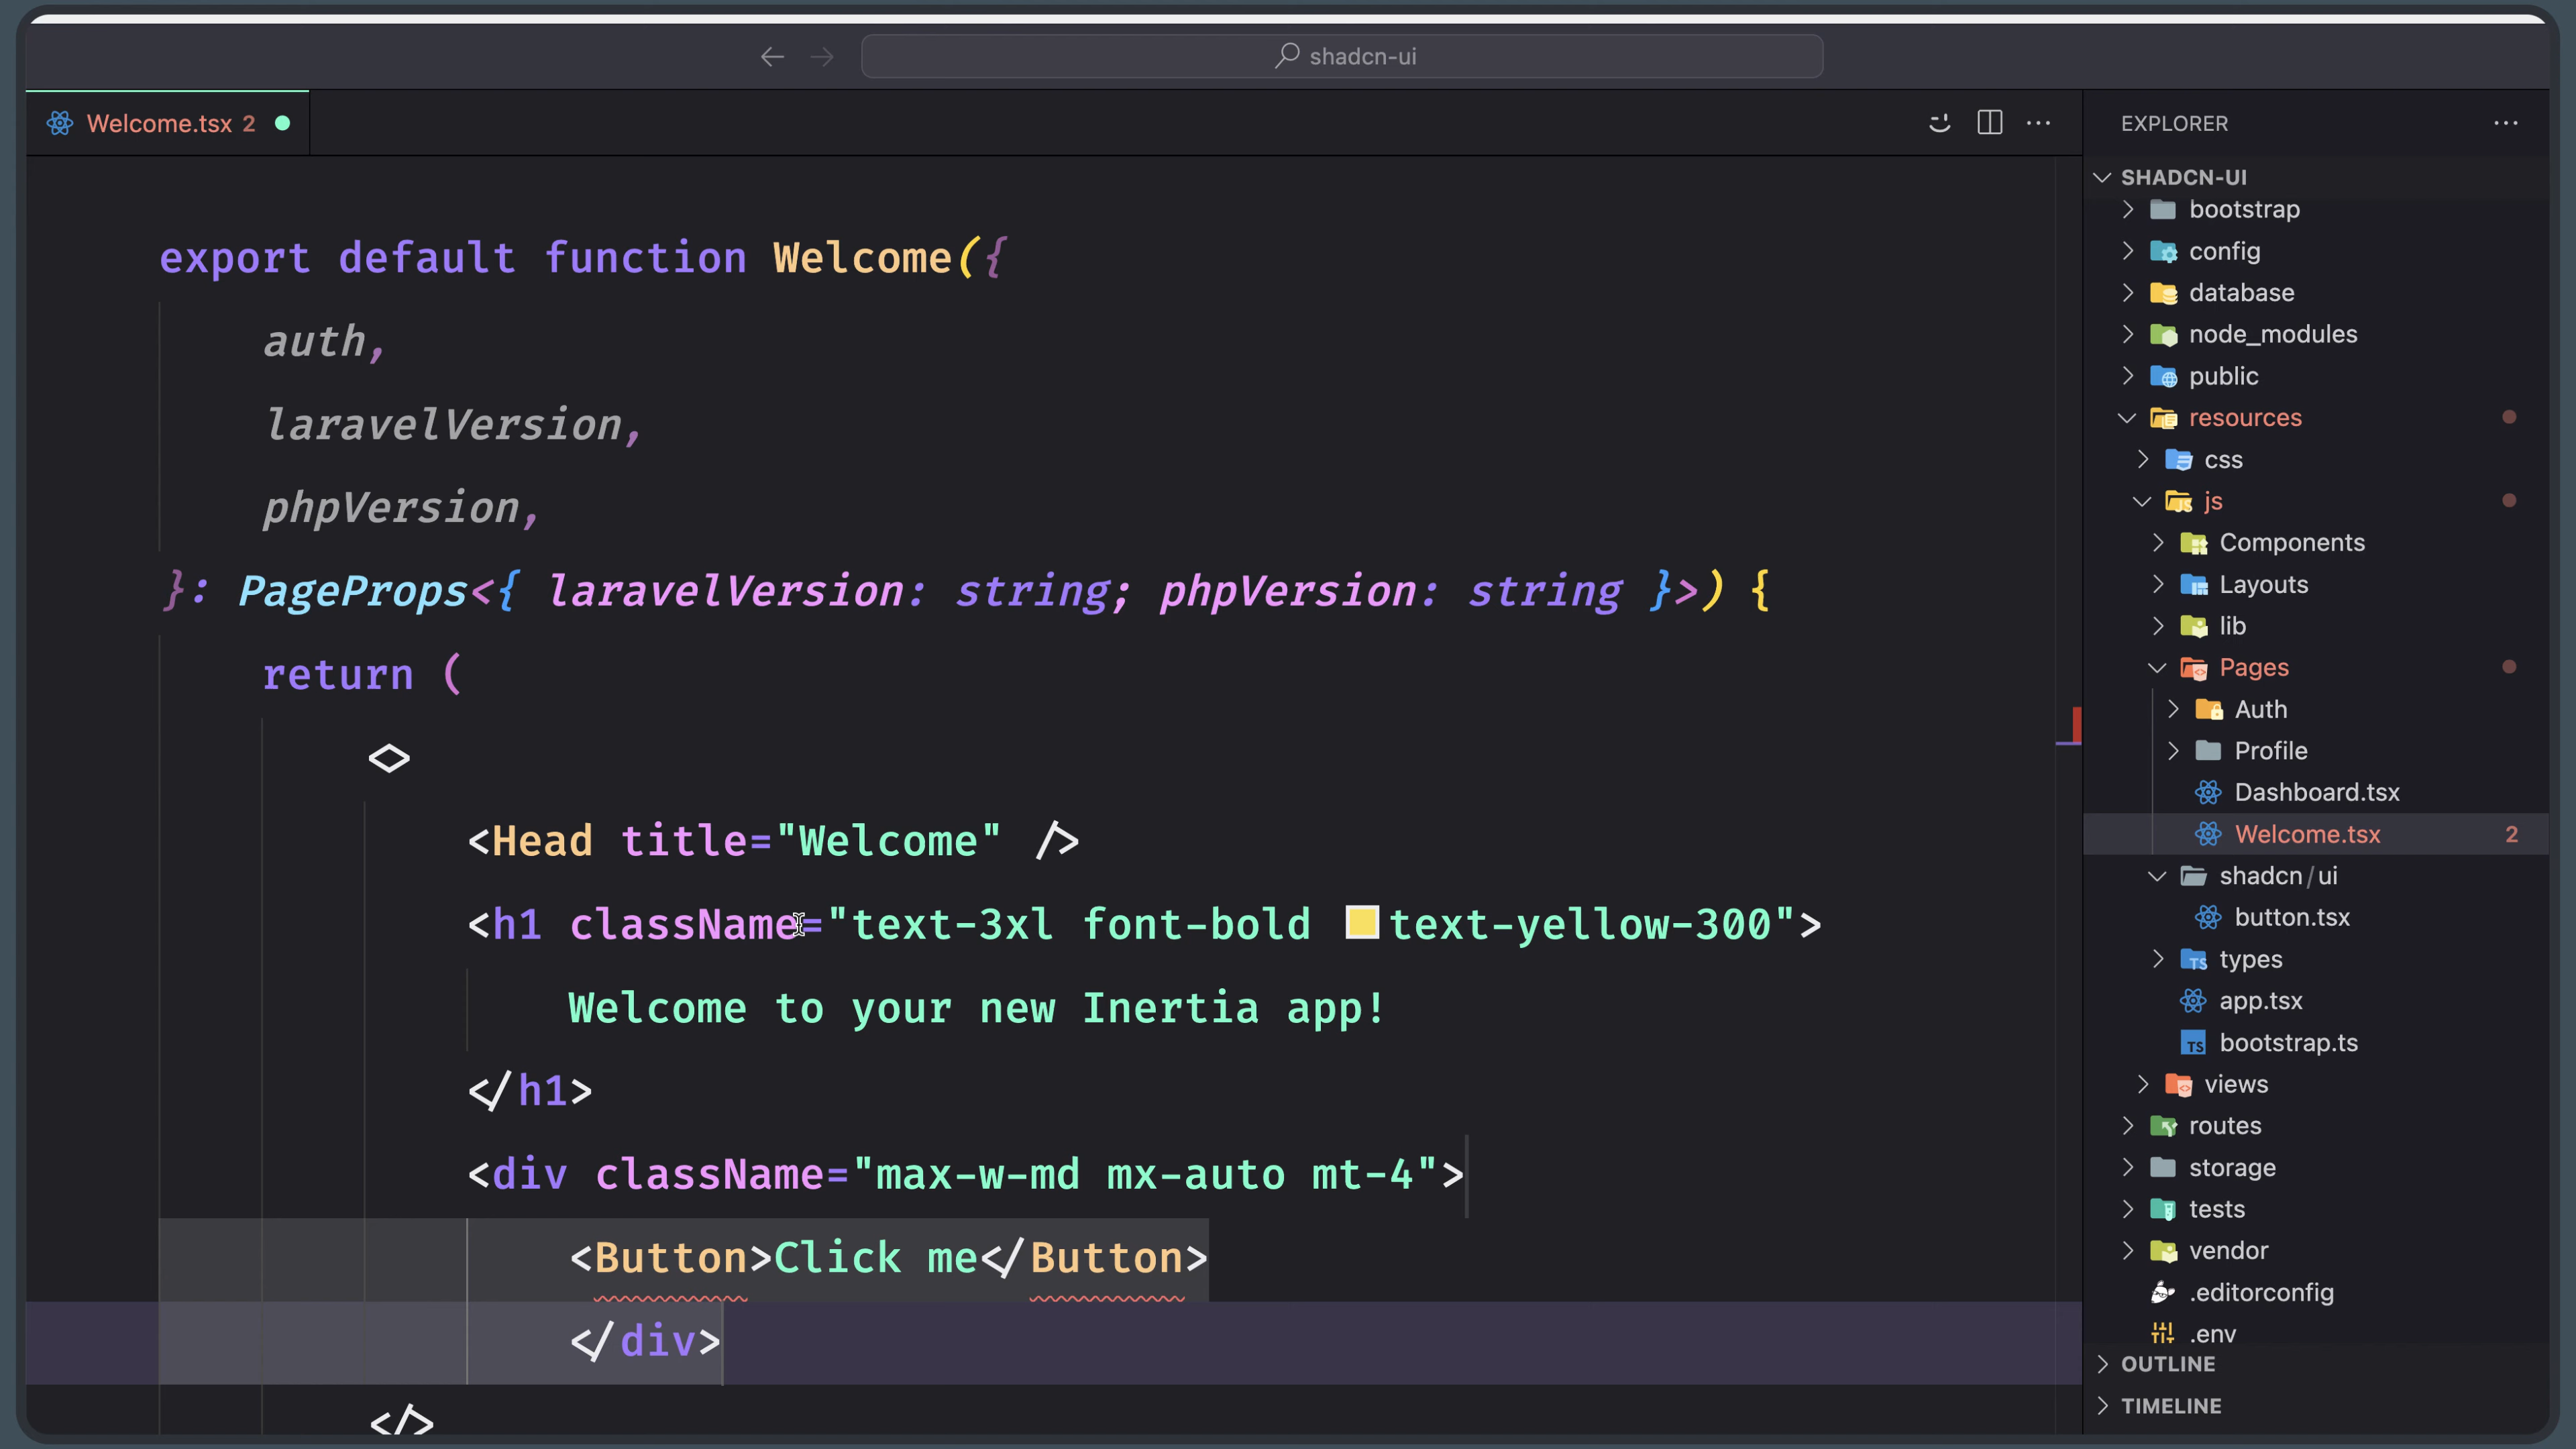 shadcn-ui
Welcome.tsx 2
export default function Welcome({
auth,
laravelVersion,
phpVersion,
}: PageProps<{ laravelVersion: string; phpVersion: string }>) {
return (
<>
<Head title="Welcome" />
<h1 className="text-3xl font-bold text-yellow-300">
Welcome to your new Inertia app!
</h1>
<div className="max-w-md mx-auto mt-4">
<Button>Click me</Button>
</div>
</>
EXPLORER
SHADCN-UI
bootstrap
config
database
node_modules
public
resources
css
js
Components
Layouts
lib
Pages
Auth
Profile
Dashboard.tsx
Welcome.tsx 2
shadcn/ui
button.tsx
types
app.tsx
bootstrap.ts
views
routes
storage
tests
vendor
.editorconfig
.env
OUTLINE
TIMELINE